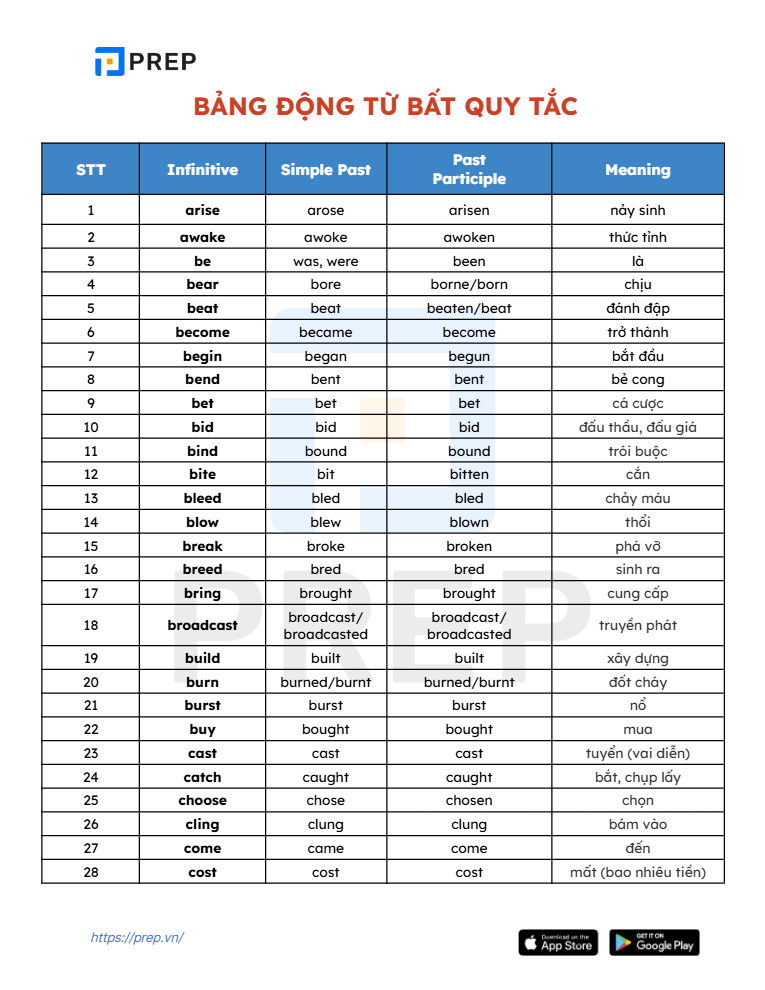 PREP
BẢNG ĐỘNG TỪ BẤT QUY TẮC
STT Infinitive Simple Past Past Participle Meaning
1 arise arose arisen nảy sinh
2 awake awoke awoken thức tỉnh
3 be was, were been là
4 bear bore borne/born chịu
5 beat beat beaten/beat đánh đập
6 become became become trở thành
7 begin began begun bắt đầu
8 bend bent bent bẻ cong
9 bet bet bet cá cược
10 bid bid bid đấu thầu, đấu giá
11 bind bound bound trói buộc
12 bite bit bitten cắn
13 bleed bled bled chảy máu
14 blow blew blown thổi
15 break broke broken phá vỡ
16 breed bred bred sinh ra
17 bring brought brought cung cấp
18 broadcast broadcast/ broadcasted broadcast/ broadcasted truyền phát
19 build built built xây dựng
20 burn burned/burnt burned/burnt đốt cháy
21 burst burst burst nổ
22 buy bought bought mua
23 cast cast cast tuyển (vai diễn)
24 catch caught caught bắt, chụp lấy
25 choose chose chosen chọn
26 cling clung clung bám vào
27 come came come đến
28 cost cost cost mất (bao nhiêu tiền)
PREP
https://prep.vn/
Download on the
App Store
GET IT ON
Google Play